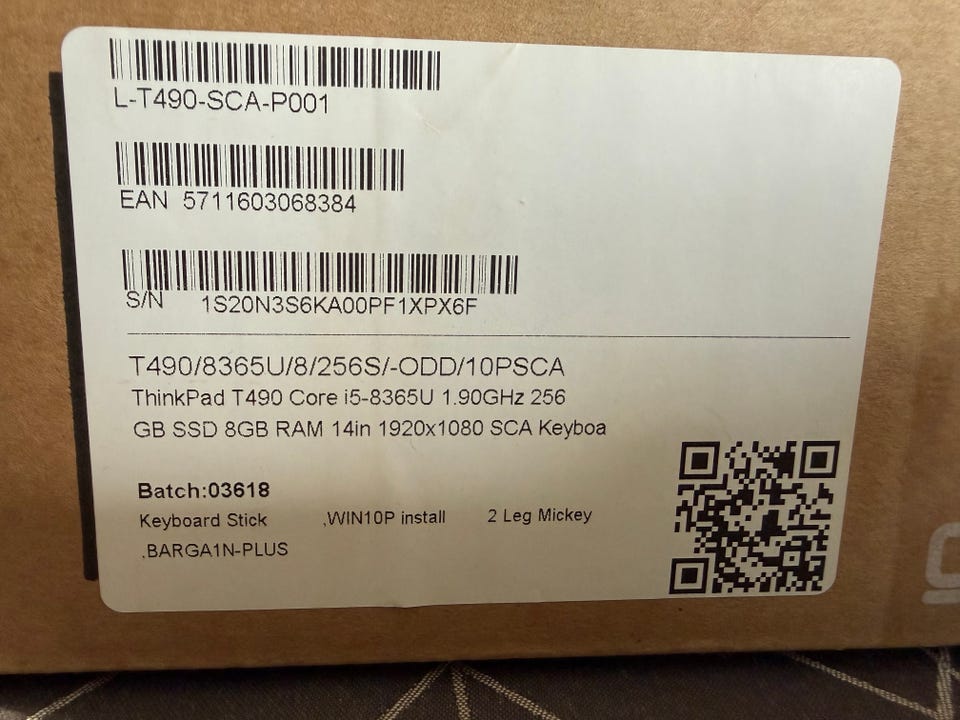 L-T490-SCA-P001
EAN 5711603068384
S/N 1S20N3S6KA00PF1XPX6F
T490/8365U/8/256S/-ODD/10PSCA
ThinkPad T490 Core i5-8365U 1.90GHz 256
GB SSD 8GB RAM 14in 1920x1080 SCA Keyboa
Batch:03618
Keyboard Stick ,WIN10P install 2 Leg Mickey
,BARGA1N-PLUS